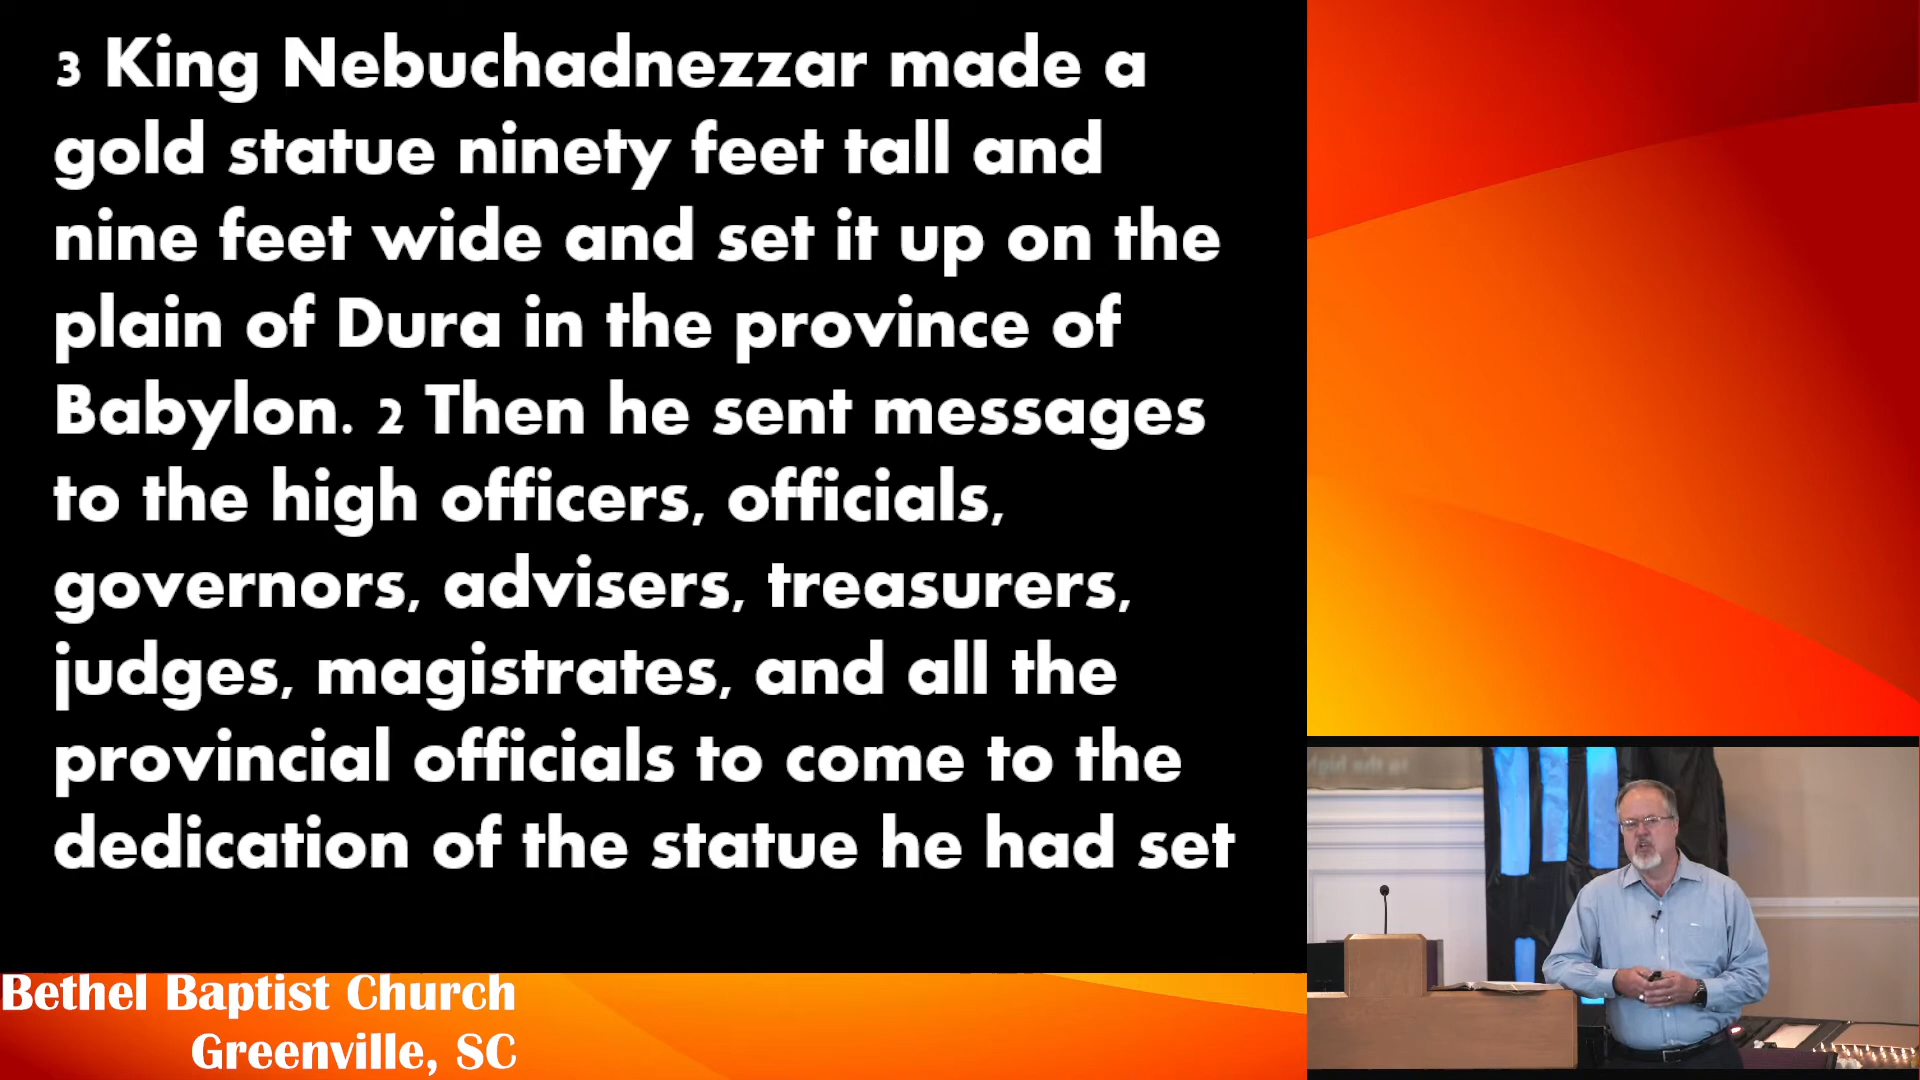 3 King Nebuchadnezzar made a
gold statue ninety feet tall and
nine feet wide and set it up on the
plain of Dura in the province of
Babylon. 2 Then he sent messages
to the high officers, officials,
governors, advisers, treasurers,
judges, magistrates, and all the
provincial officials to come to the
dedication of the statue he had set
Bethel Baptist Church
Greenville, SC